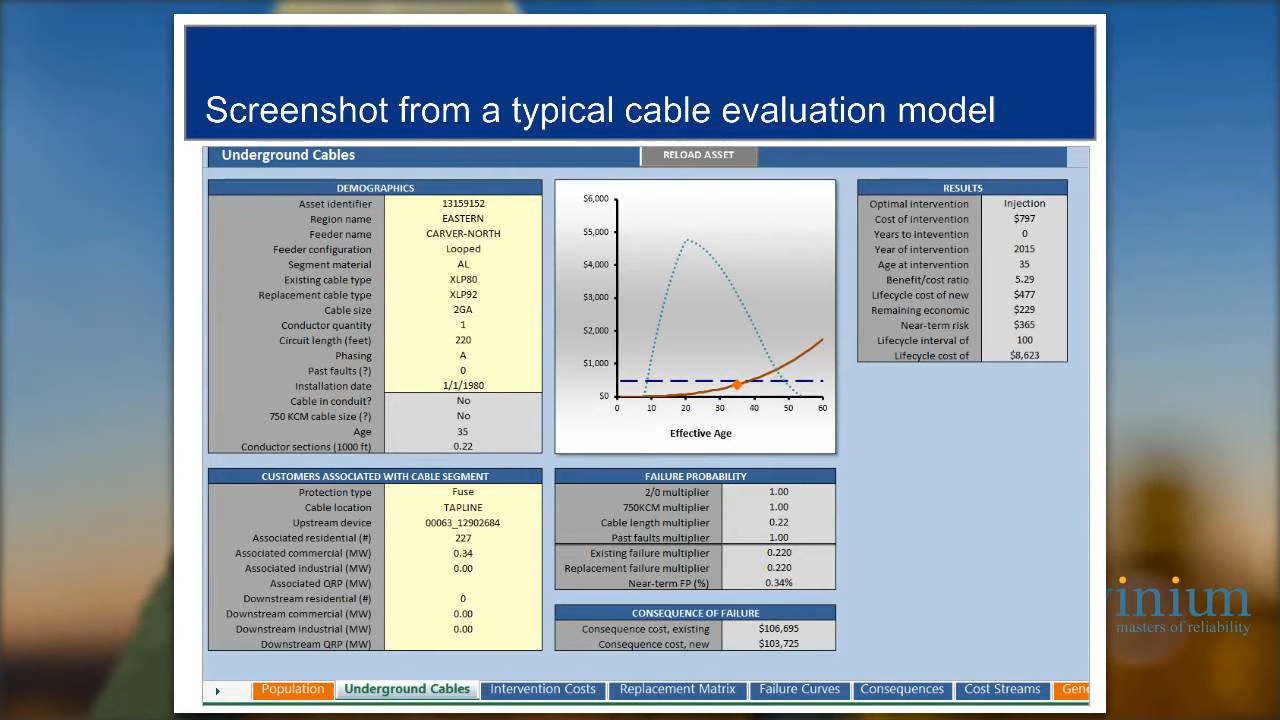 Screenshot from a typical cable evaluation model
Underground Cables
RELOAD ASSET
DEMOGRAPHICS
Asset identifier 13159152
Region name EASTERN
Feeder name CARVER-NORTH
Feeder configuration Looped
Segment material AL
Existing cable type XLP80
Replacement cable type XLP92
Cable size 2GA
Conductor quantity 1
Circuit length (feet) 220
Phasing A
Past faults (?) 0
Installation date 1/1/1980
Cable in conduit? No
750 KCM cable size (?) No
Age 35
Conductor sections (1000 ft) 0.22
$6,000
$5,000
$4,000
$3,000
$2,000
$1,000
$0
0 10 20 30 40 50 60
Effective Age
RESULTS
Optimal intervention Injection
Cost of intervention $797
Years to intevention 0
Year of intervention 2015
Age at intervention 35
Benefit/cost ratio 5.29
Lifecycle cost of new $477
Remaining economic $229
Near-term risk $365
Lifecycle interval of 100
Lifecycle cost of $8,623
CUSTOMERS ASSOCIATED WITH CABLE SEGMENT
Protection type Fuse
Cable location TAPLINE
Upstream device 00063_12902684
Associated residential (#) 227
Associated commercial (MW) 0.34
Associated industrial (MW) 0.00
Associated QRP (MW)
Downstream residential (#) 0
Downstream commercial (MW) 0.00
Downstream industrial (MW) 0.00
Downstream QRP (MW)
FAILURE PROBABILITY
2/0 multiplier 1.00
750KCM multiplier 1.00
Cable length multiplier 0.22
Past faults multiplier 1.00
Existing failure multiplier 0.220
Replacement failure multiplier 0.220
Near-term FP (%) 0.34%
CONSEQUENCE OF FAILURE
Consequence cost, existing $106,695
Consequence cost, new $103,725
Population Underground Cables Intervention Costs Replacement Matrix Failure Curves Consequences Cost Streams Gene
vinium
masters of reliability